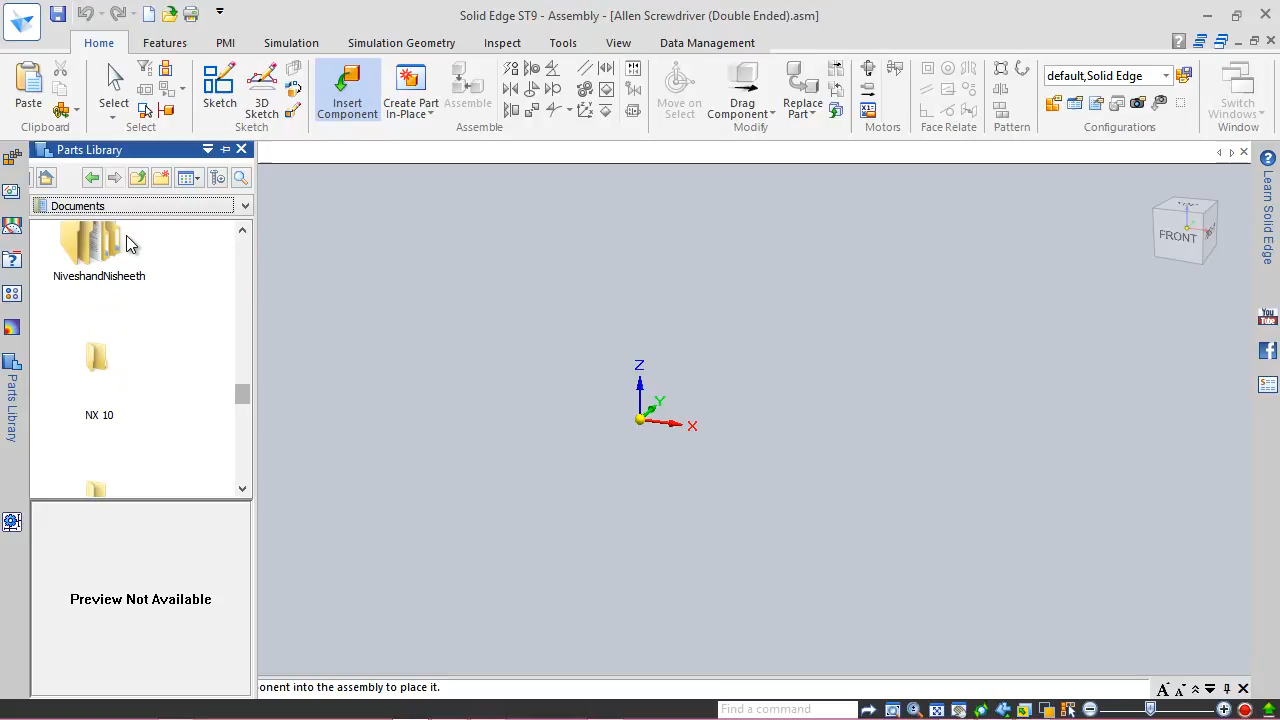 Solid Edge ST9 - Assembly - [Allen Screwdriver (Double Ended).asm]
Home Features PMI Simulation Simulation Geometry Inspect Tools View Data Management
Paste
Select
Sketch
3D
Sketch
Insert
Component
Create Part
In-Place
Assemble
Move on
Select
Drag
Component
Replace
Part
default,Solid Edge
Switch
Windows
Clipboard Select Sketch Assemble Modify Motors Face Relate Pattern Configurations Window
Parts Library
Documents
NiveshandNisheeth
NX 10
Preview Not Available
Parts Library
Z
Y
X
FRONT
Learn Solid Edge
You
Tube
onent into the assembly to place it.
Find a command